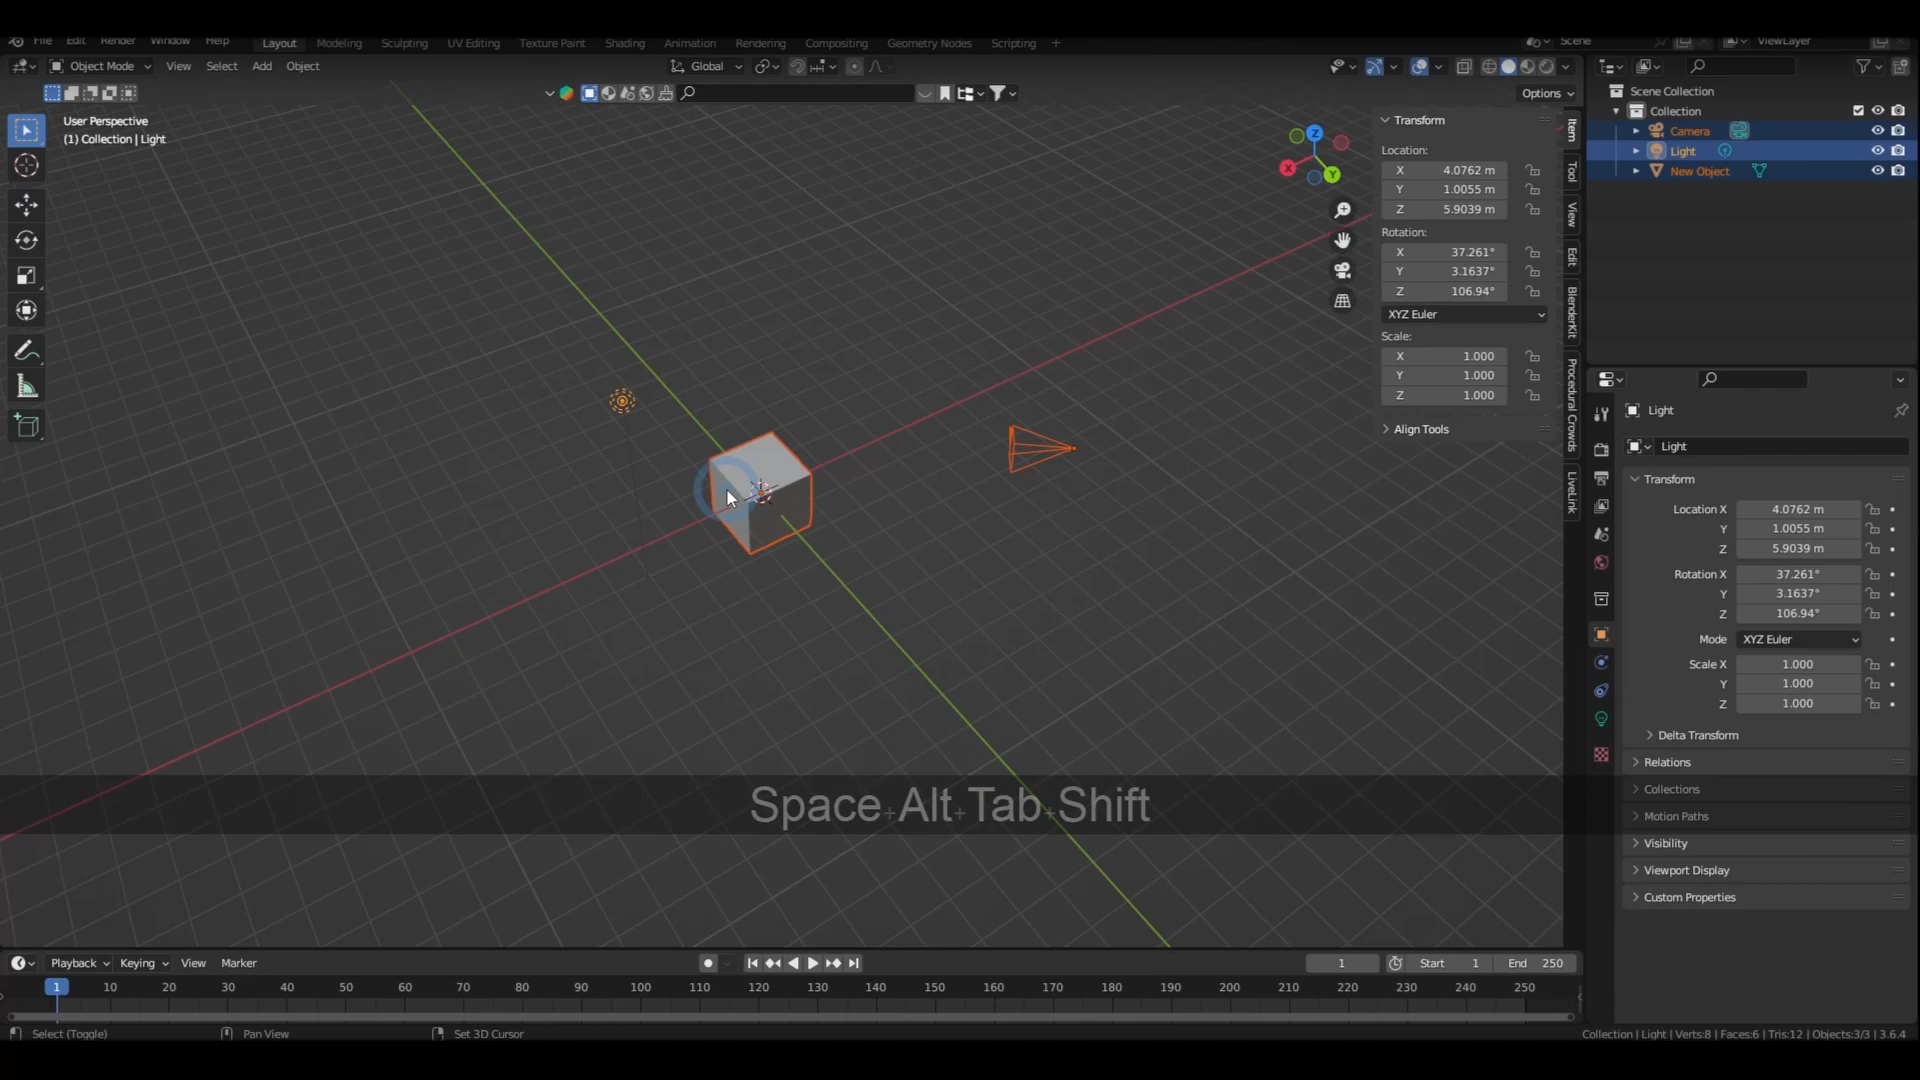 File Edit Render Window Help Layout Modeling Sculpting UV Editing Texture Paint Shading Animation Rendering Compositing Geometry Nodes Scripting + Scene ViewLayer
Object Mode View Select Add Object Global
Options
User Perspective
(1) Collection | Light
Z
X
Y
Transform
Location:
X 4.0762 m
Y 1.0055 m
Z 5.9039 m
Rotation:
X 37.261°
Y 3.1637°
Z 106.94°
XYZ Euler
Scale:
X 1.000
Y 1.000
Z 1.000
Align Tools
Item
Tool
View
Edit
BlenderKit
Procedural Crowds
LiveLink
Scene Collection
Collection
Camera
Light
New Object
Light
Light
Transform
Location X 4.0762 m
Y 1.0055 m
Z 5.9039 m
Rotation X 37.261°
Y 3.1637°
Z 106.94°
Mode XYZ Euler
Scale X 1.000
Y 1.000
Z 1.000
Delta Transform
Relations
Collections
Motion Paths
Visibility
Viewport Display
Custom Properties
Space+Alt+Tab+Shift
Playback Keying View Marker 1 Start 1 End 250
1 10 20 30 40 50 60 70 80 90 100 110 120 130 140 150 160 170 180 190 200 210 220 230 240 250
Select (Toggle) Pan View Set 3D Cursor Collection | Light | Verts:8 | Faces:6 | Tris:12 | Objects:3/3 | 3.6.4